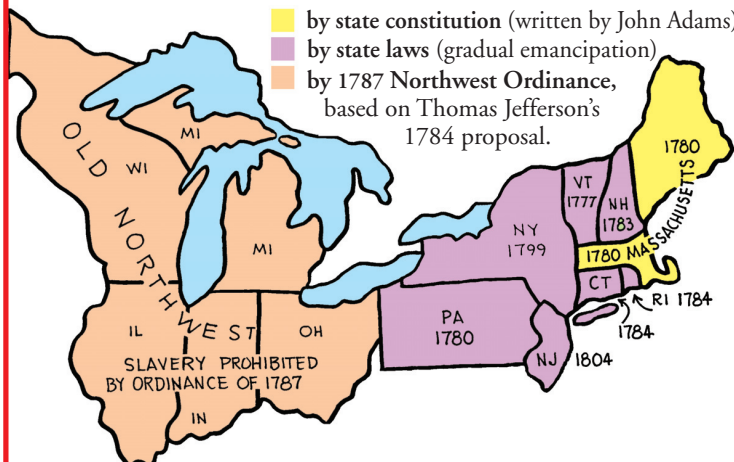 by state constitution (written by John Adams)
by state laws (gradual emancipation)
by 1787 Northwest Ordinance,
based on Thomas Jefferson's
1784 proposal.
OLD NORTHWEST
MI
WI
MI
IL
OH
SLAVERY PROHIBITED
BY ORDINANCE OF 1787
IN
1780
VT
1777
NH
1783
NY
1799
1780 MASSACHUSETTS
CT
RI 1784
1784
PA
1780
NJ 1804